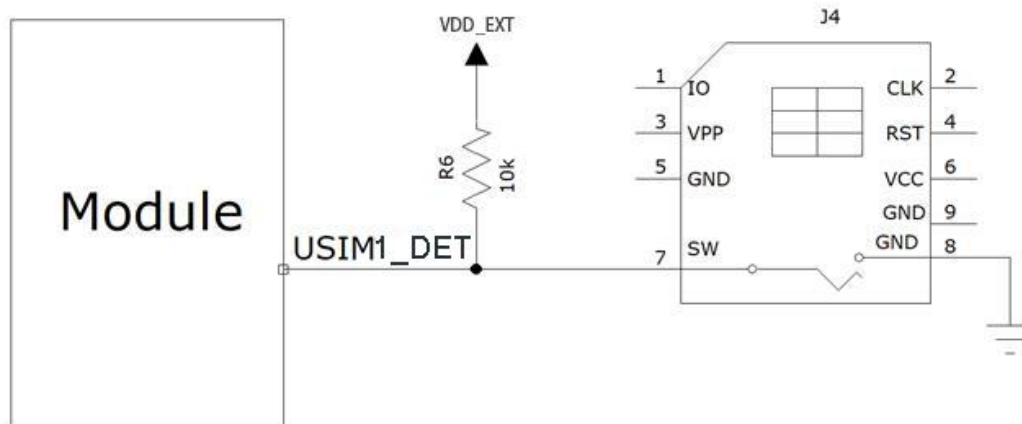 VDD_EXT
J4
1
IO
CLK
2
3
VPP
RST
4
R6
10k
5
GND
VCC
6
Module
GND
9
USIM1_DET
7
SW
GND
8